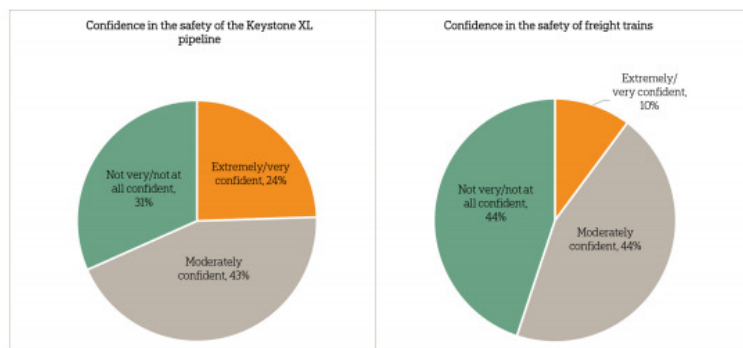 Confidence in the safety of the Keystone XL
pipeline
Extremely/very
confident, 24%
Not very/not at
all confident,
31%
Moderately
confident, 43%
Confidence in the safety of freight trains
Extremely/
very confident,
10%
Not very/not at
all confident,
44%
Moderately
confident, 44%